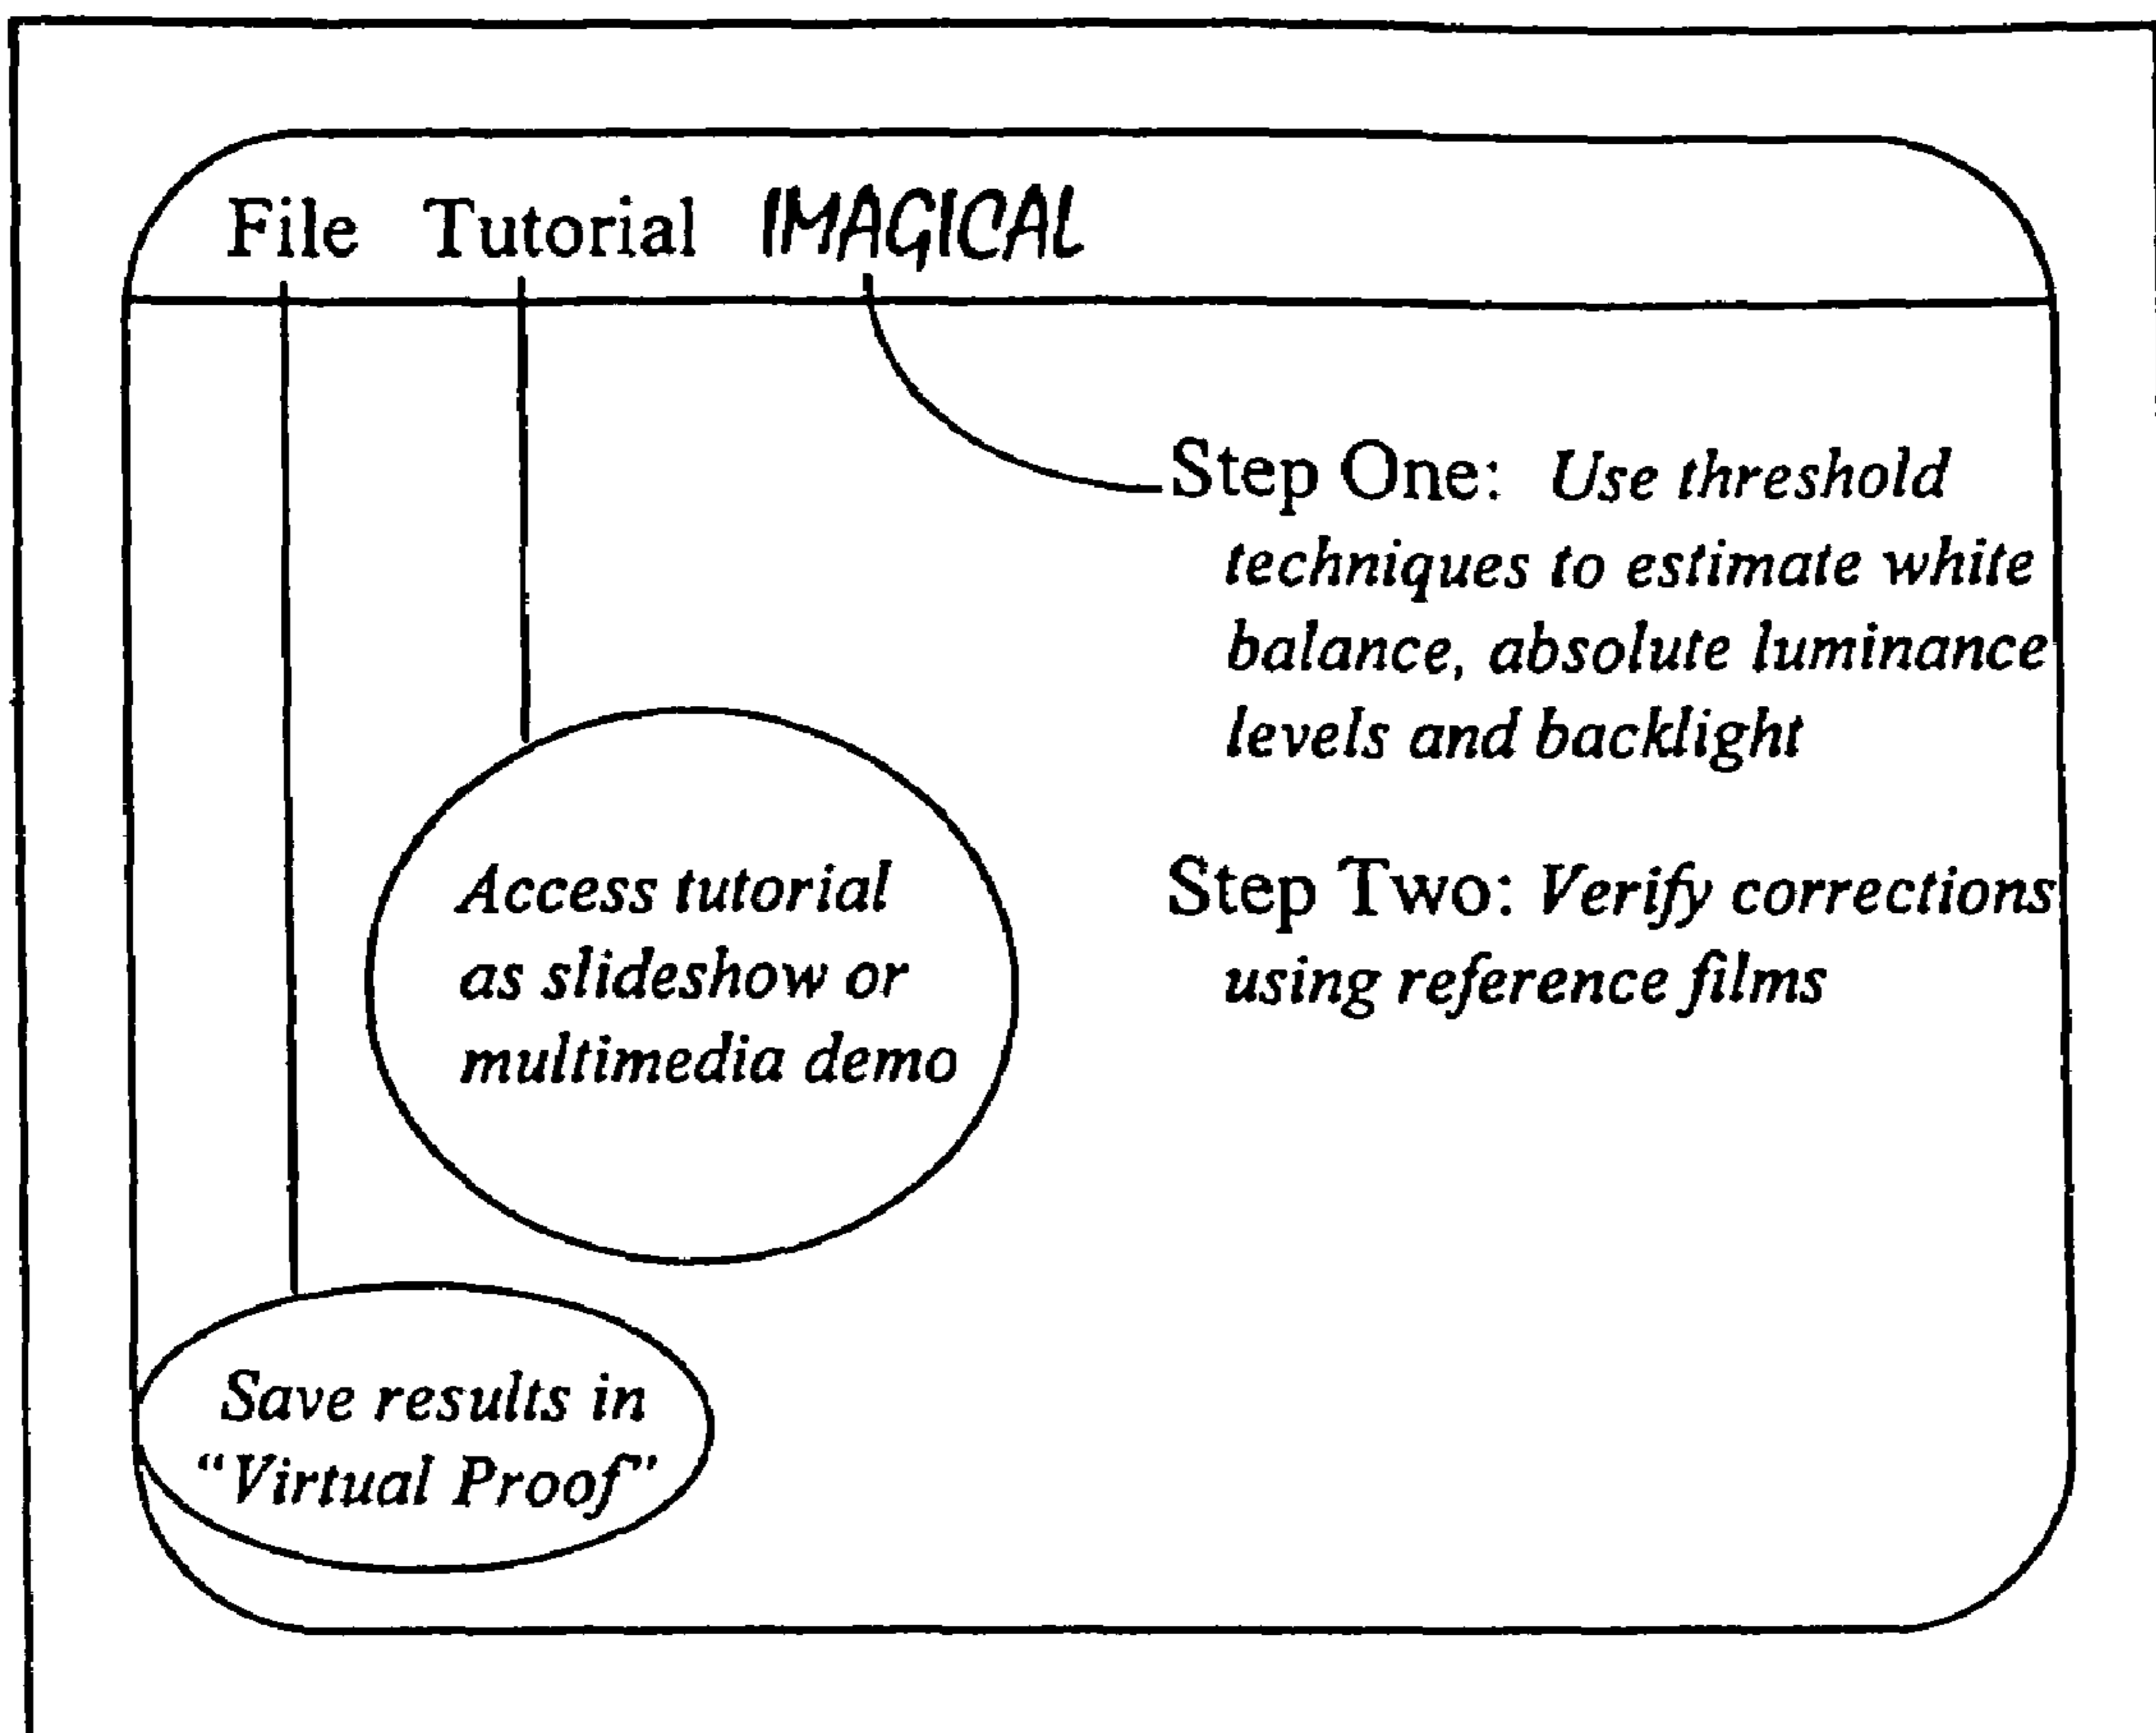 File Tutorial IMAGICAL
Step One: Use threshold
techniques to estimate white
balance, absolute luminance
levels and backlight
Step Two: Verify corrections
using reference films
Access tutorial
as slideshow or
multimedia demo
Save results in
“Virtual Proof”